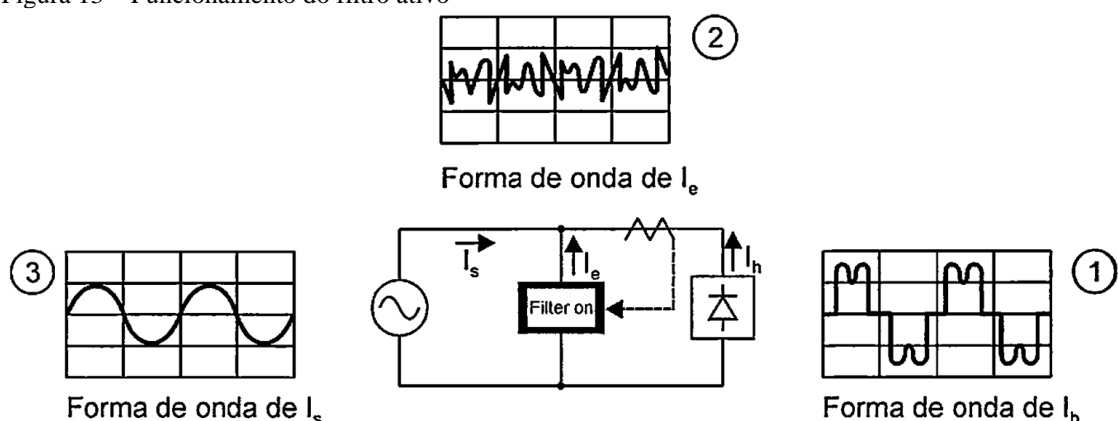 Figura 13 – Funcionamento do filtro ativo
2
Forma de onda de Ie
3
Is
Ie
Ih
1
Filter on
Forma de onda de Is
Forma de onda de Ih